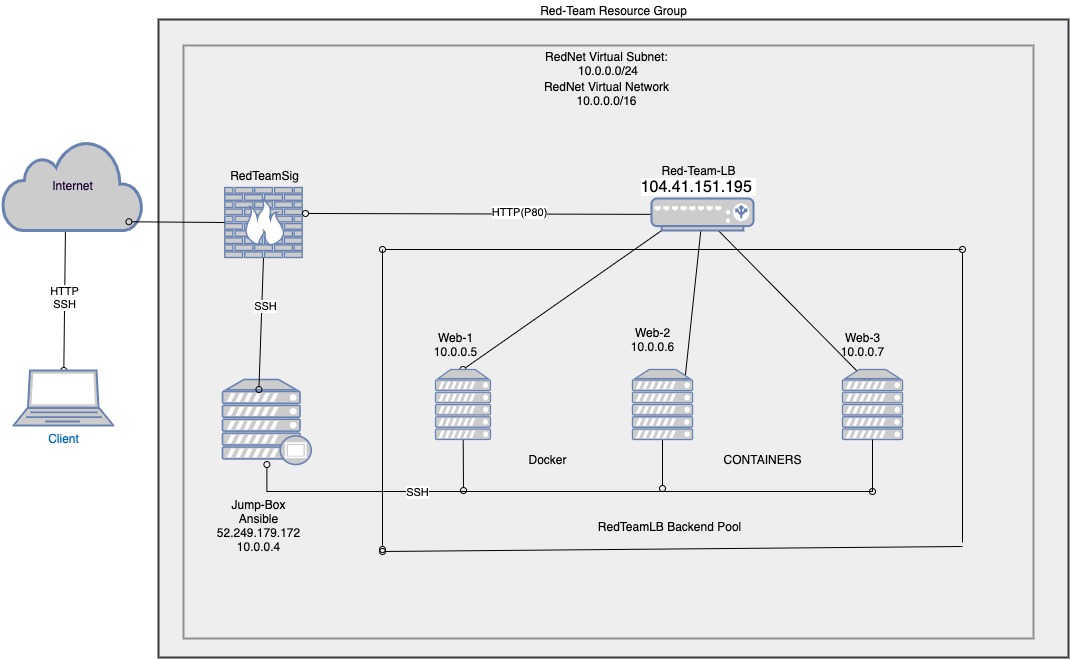 Red-Team Resource Group
RedNet Virtual Subnet:
10.0.0.0/24
RedNet Virtual Network
10.0.0.0/16
Internet
RedTeamSig
Red-Team-LB
104.41.151.195
HTTP(P80)
HTTP
SSH
SSH
Web-1
10.0.0.5
Web-2
10.0.0.6
Web-3
10.0.0.7
Client
Docker
CONTAINERS
SSH
Jump-Box
Ansible
52.249.179.172
10.0.0.4
RedTeamLB Backend Pool